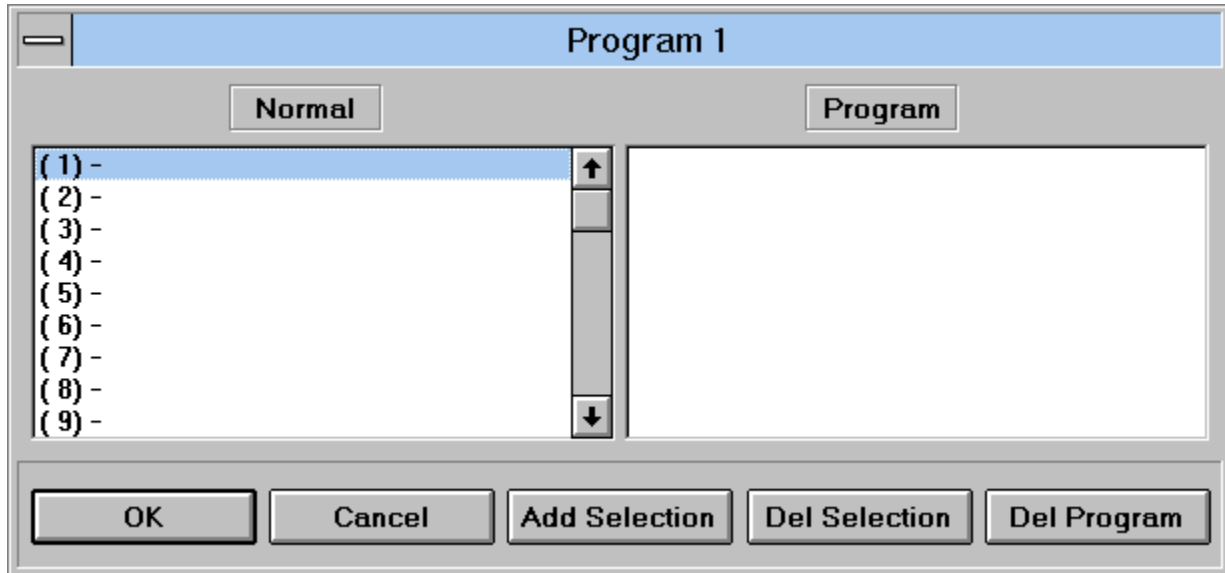 Program 1
Normal
Program
( 1) -
( 2) -
( 3) -
( 4) -
( 5) -
( 6) -
( 7) -
( 8) -
( 9) -
OK
Cancel
Add Selection
Del Selection
Del Program